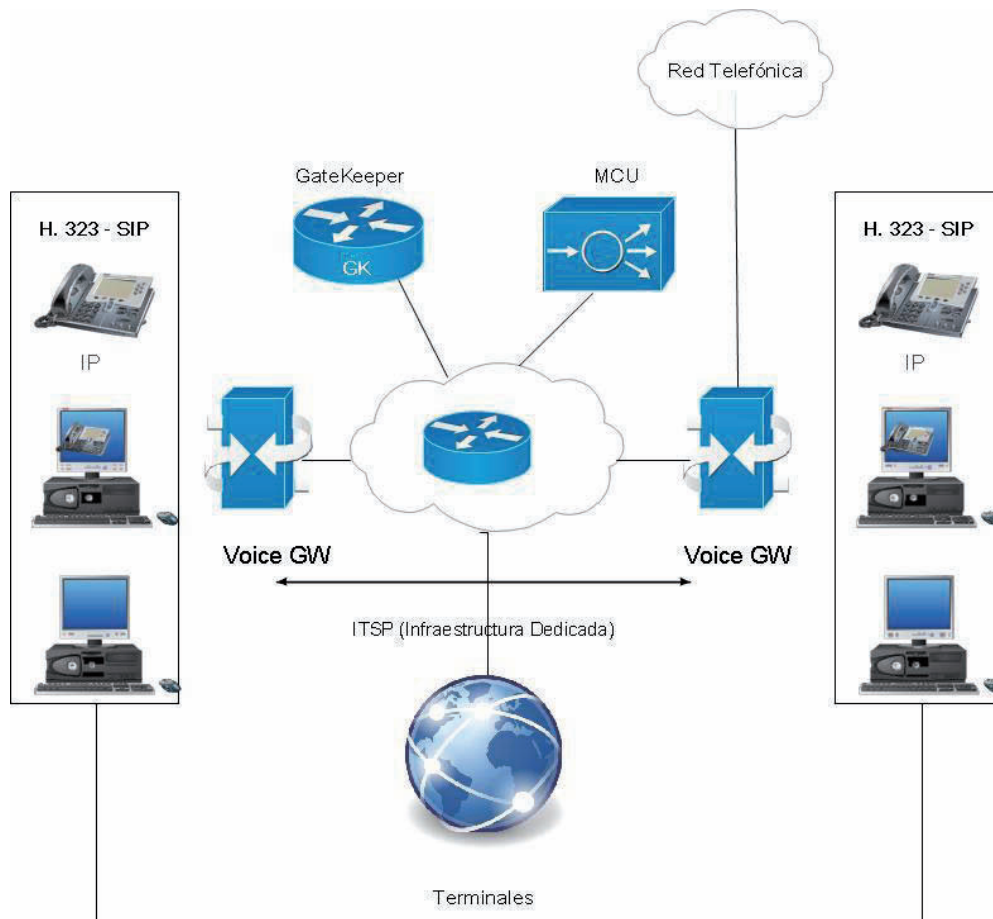 Red Telefónica
GateKeeper
MCU
H. 323 - SIP
H. 323 - SIP
GK
IP
IP
Voice GW
Voice GW
ITSP (Infraestructura Dedicada)
Terminales